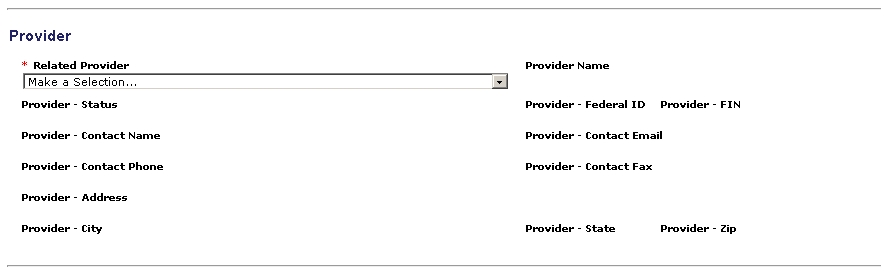 Provider
* Related Provider Provider Name
Make a Selection...
Provider - Status Provider - Federal ID Provider - FIN
Provider - Contact Name Provider - Contact Email
Provider - Contact Phone Provider - Contact Fax
Provider - Address
Provider - City Provider - State Provider - Zip